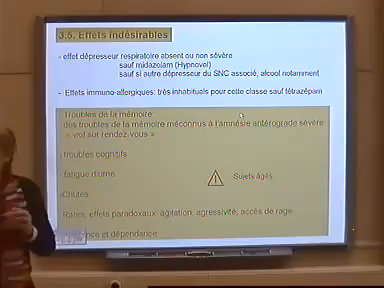 3.5. Effets indésirables
- effet dépresseur respiratoire absent ou non sévère
sauf midazolam (Hypnovel)
sauf si autre dépresseur du SNC associé, alcool notamment
- Effets immuno-allergiques: très inhabituels pour cette classe sauf tétrazépam
Troubles de la mémoire:
des troubles de la mémoire méconnus à l'amnésie antérograde sévère
« viol sur rendez-vous »
- troubles cognitifs
- fatigue diurne
Sujets âgés
- Chutes
- Rares, effets paradoxaux: agitation, agressivité, accès de rage
et dépendance